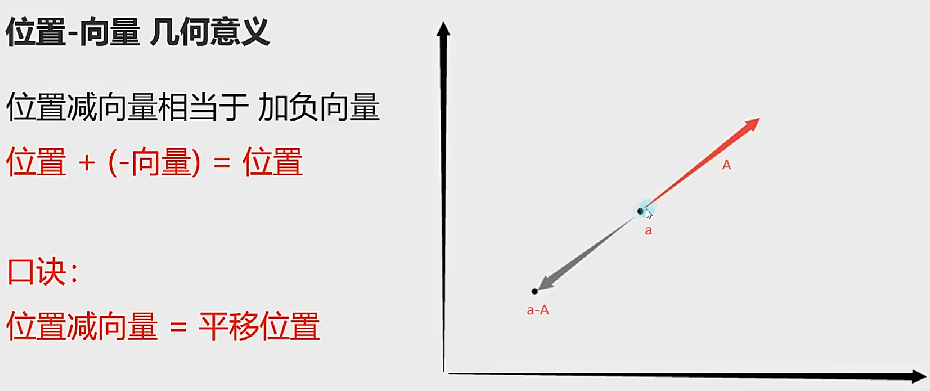 位置-向量 几何意义
位置减向量相当于 加负向量
位置 + (-向量) = 位置
口诀：
位置减向量 = 平移位置
A
a
a-A